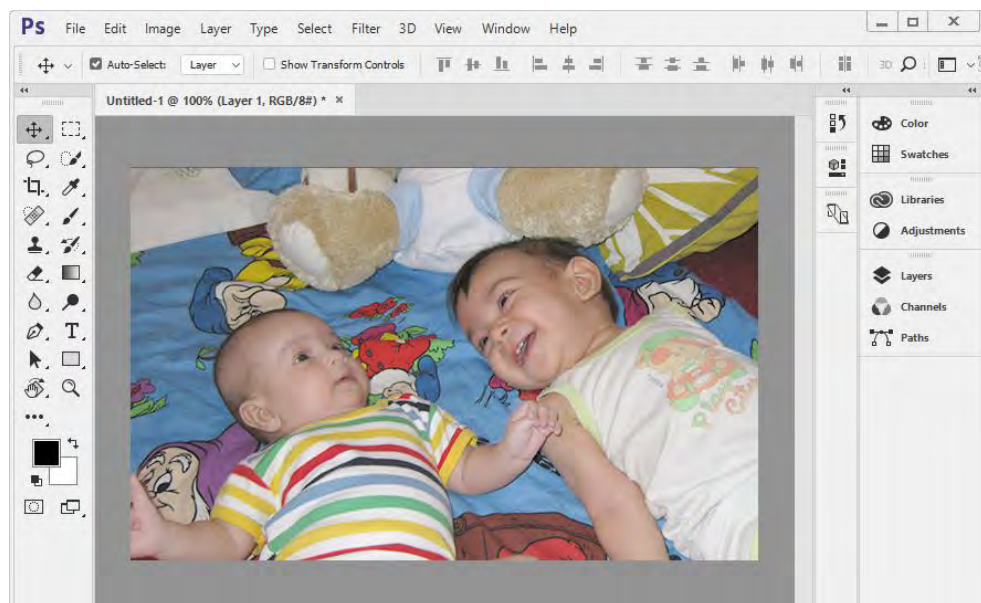 Ps File Edit Image Layer Type Select Filter 3D View Window Help
Auto-Select: Layer Show Transform Controls 3D
Untitled-1 @ 100% (Layer 1, RGB/8#) * ×
Color
Swatches
Libraries
Adjustments
Layers
Channels
Paths
T